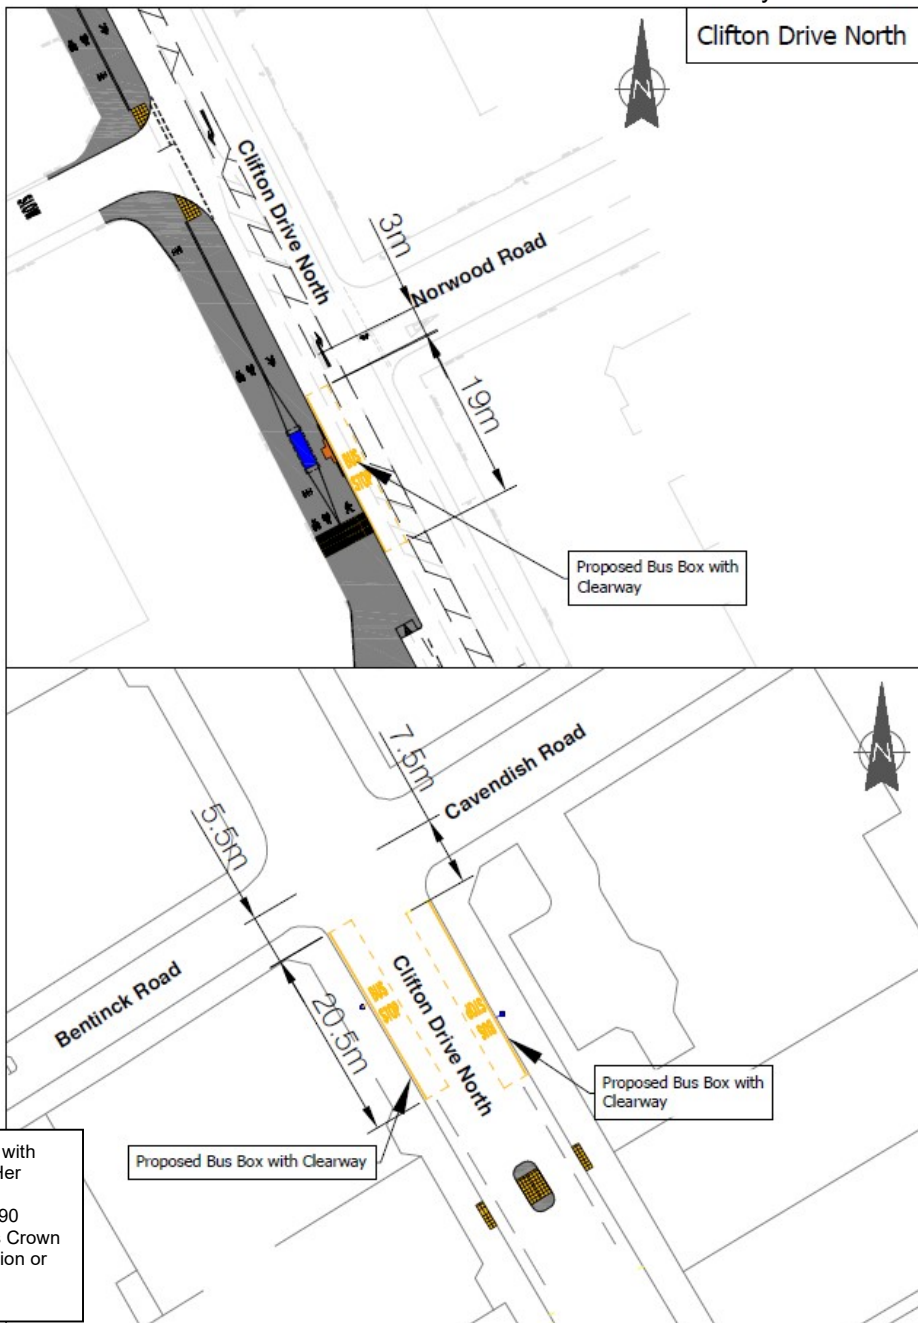 Clifton Drive North
N
Clifton Drive North
3m
Norwood Road
19m
BUS
STOP
Proposed Bus Box with
Clearway
N
7.5m
Cavendish Road
5.5m
Bentinck Road
BUS
STOP
Clifton Drive North
BUS
STOP
20.5m
Proposed Bus Box with
Clearway
Proposed Bus Box with Clearway
with
Her
90
Crown
ion or